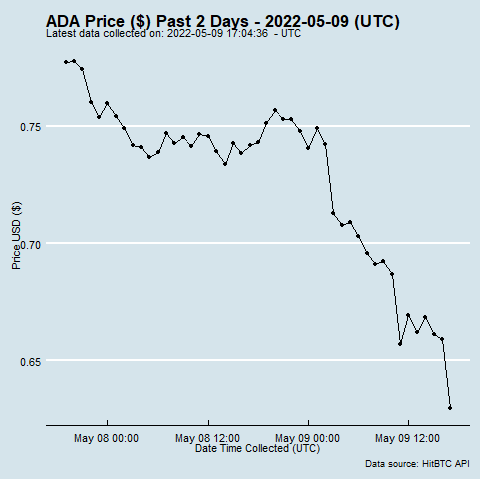 ADA Price ($) Past 2 Days - 2022-05-09 (UTC)
Latest data collected on: 2022-05-09 17:04:36 - UTC
Price USD ($)
0.75
0.70
0.65
May 08 00:00
May 08 12:00
May 09 00:00
May 09 12:00
Date Time Collected (UTC)
Data source: HitBTC API